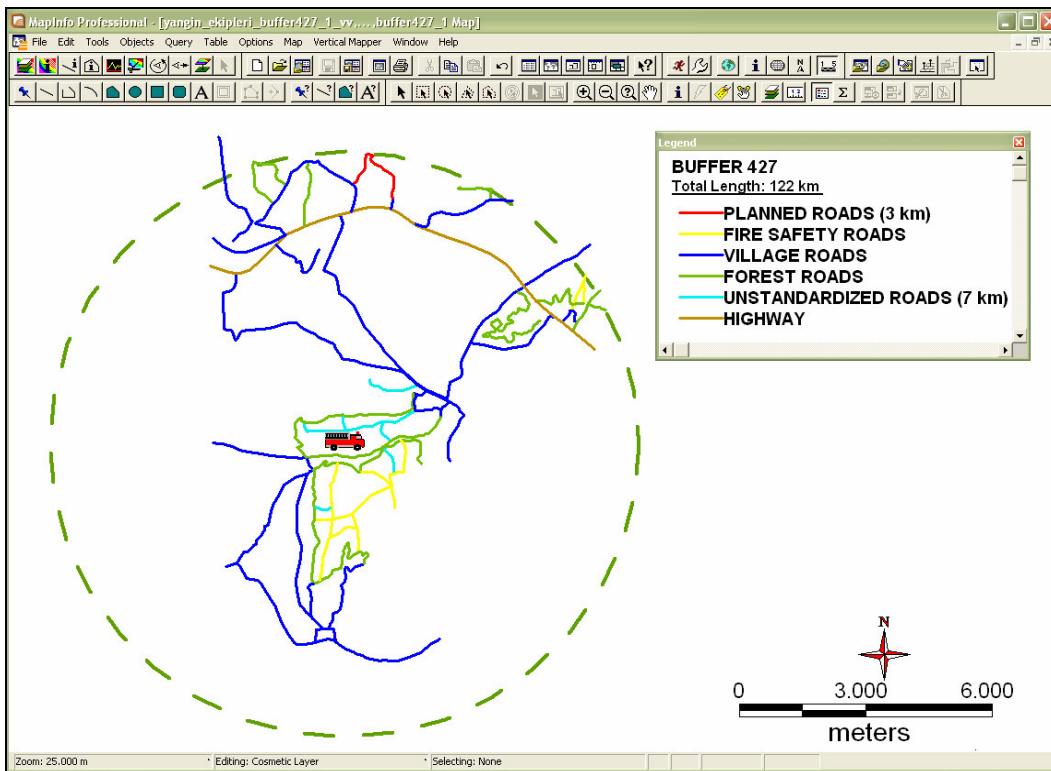 MapInfo Professional - [yangin_ekipleri_buffer427_1_vv....,buffer427_1 Map]
File Edit Tools Objects Query Table Options Map Vertical Mapper Window Help
Legend
BUFFER 427
Total Length: 122 km
PLANNED ROADS (3 km)
FIRE SAFETY ROADS
VILLAGE ROADS
FOREST ROADS
UNSTANDARDIZED ROADS (7 km)
HIGHWAY
N
0 3.000 6.000
meters
Zoom: 25.000 m Editing: Cosmetic Layer Selecting: None